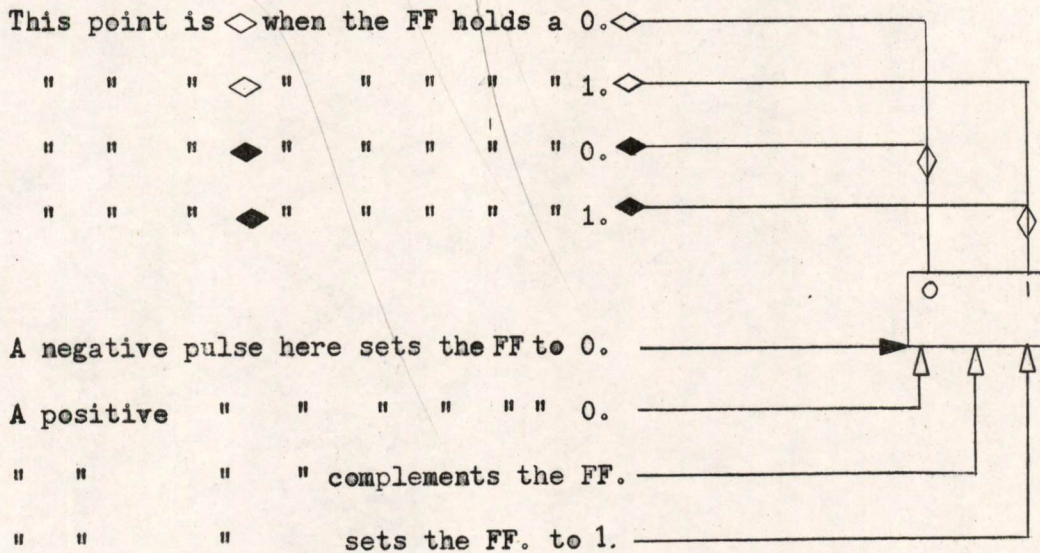 This point is ◇ when the FF holds a 0. ◇
" " " ◇ " " " " " 1. ◇
" " " ◆ " " " " " 0. ◆
" " " ◆ " " " " " 1. ◆
0 1
A negative pulse here sets the FF to 0.
A positive " " " " " " 0.
" " " " complements the FF.
" " " sets the FF. to 1.